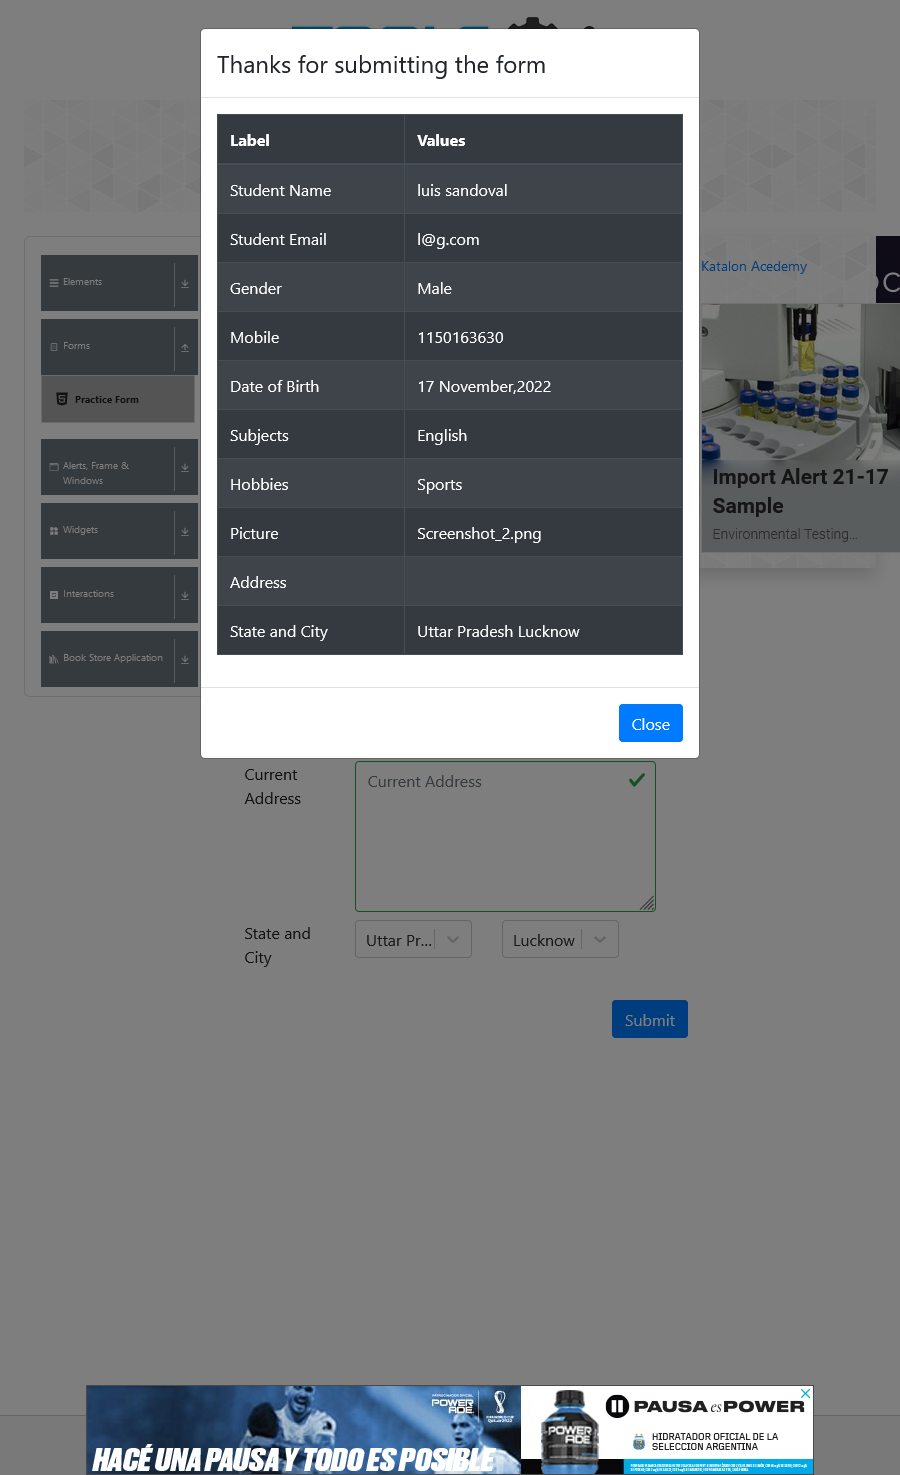 Thanks for submitting the form
Label Values
Student Name luis sandoval
Student Email l@g.com
Gender Male
Mobile 1150163630
Date of Birth 17 November,2022
Subjects English
Hobbies Sports
Picture Screenshot_2.png
Address
State and City Uttar Pradesh Lucknow
Close
Elements
Forms
Practice Form
Alerts, Frame &
Windows
Widgets
Interactions
Book Store Application
Katalon Acedemy
Import Alert 21-17
Sample
Environmental Testing...
Current
Address
Current Address
State and
City
Uttar Pr...
Lucknow
Submit
HACÉ UNA PAUSA Y TODO ES POSIBLE
POWER
ADE
POWER
ADE
PAUSA es POWER
HIDRATADOR OFICIAL DE LA
SELECCION ARGENTINA